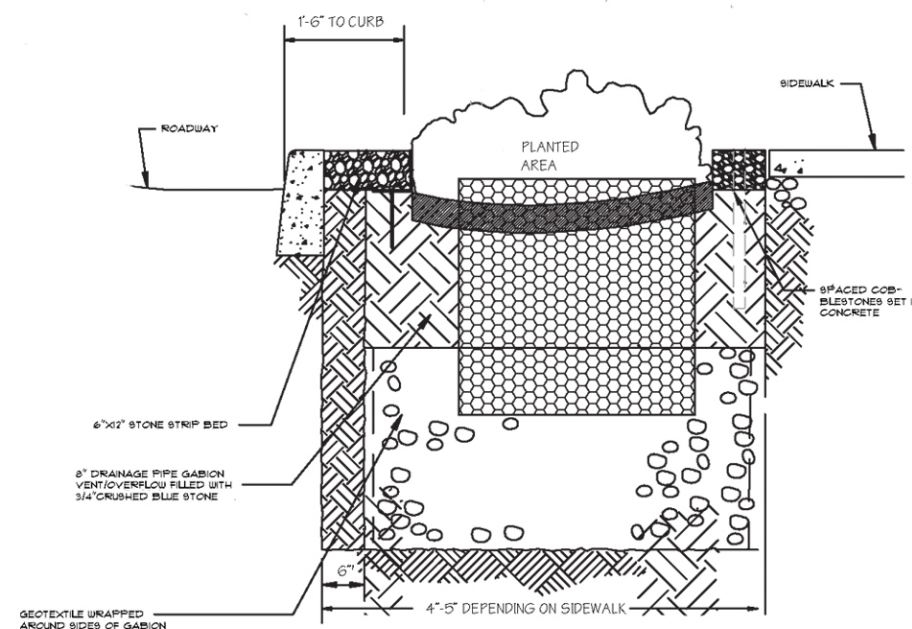 1'-6" TO CURB
SIDEWALK
ROADWAY
PLANTED
AREA
SPACED COB-
BLESTONES SET
CONCRETE
6"X12" STONE STRIP BED
8" DRAINAGE PIPE GABION
VENT/OVERFLOW FILLED WITH
3/4"CRUSHED BLUE STONE
6"'
4'-5' DEPENDING ON SIDEWALK
GEOTEXTILE WRAPPED
AROUND SIDES OF GABION